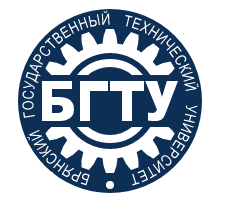 БРЯНСКИЙ ГОСУДАРСТВЕННЫЙ ТЕХНИЧЕСКИЙ УНИВЕРСИТЕТ
БГТУ